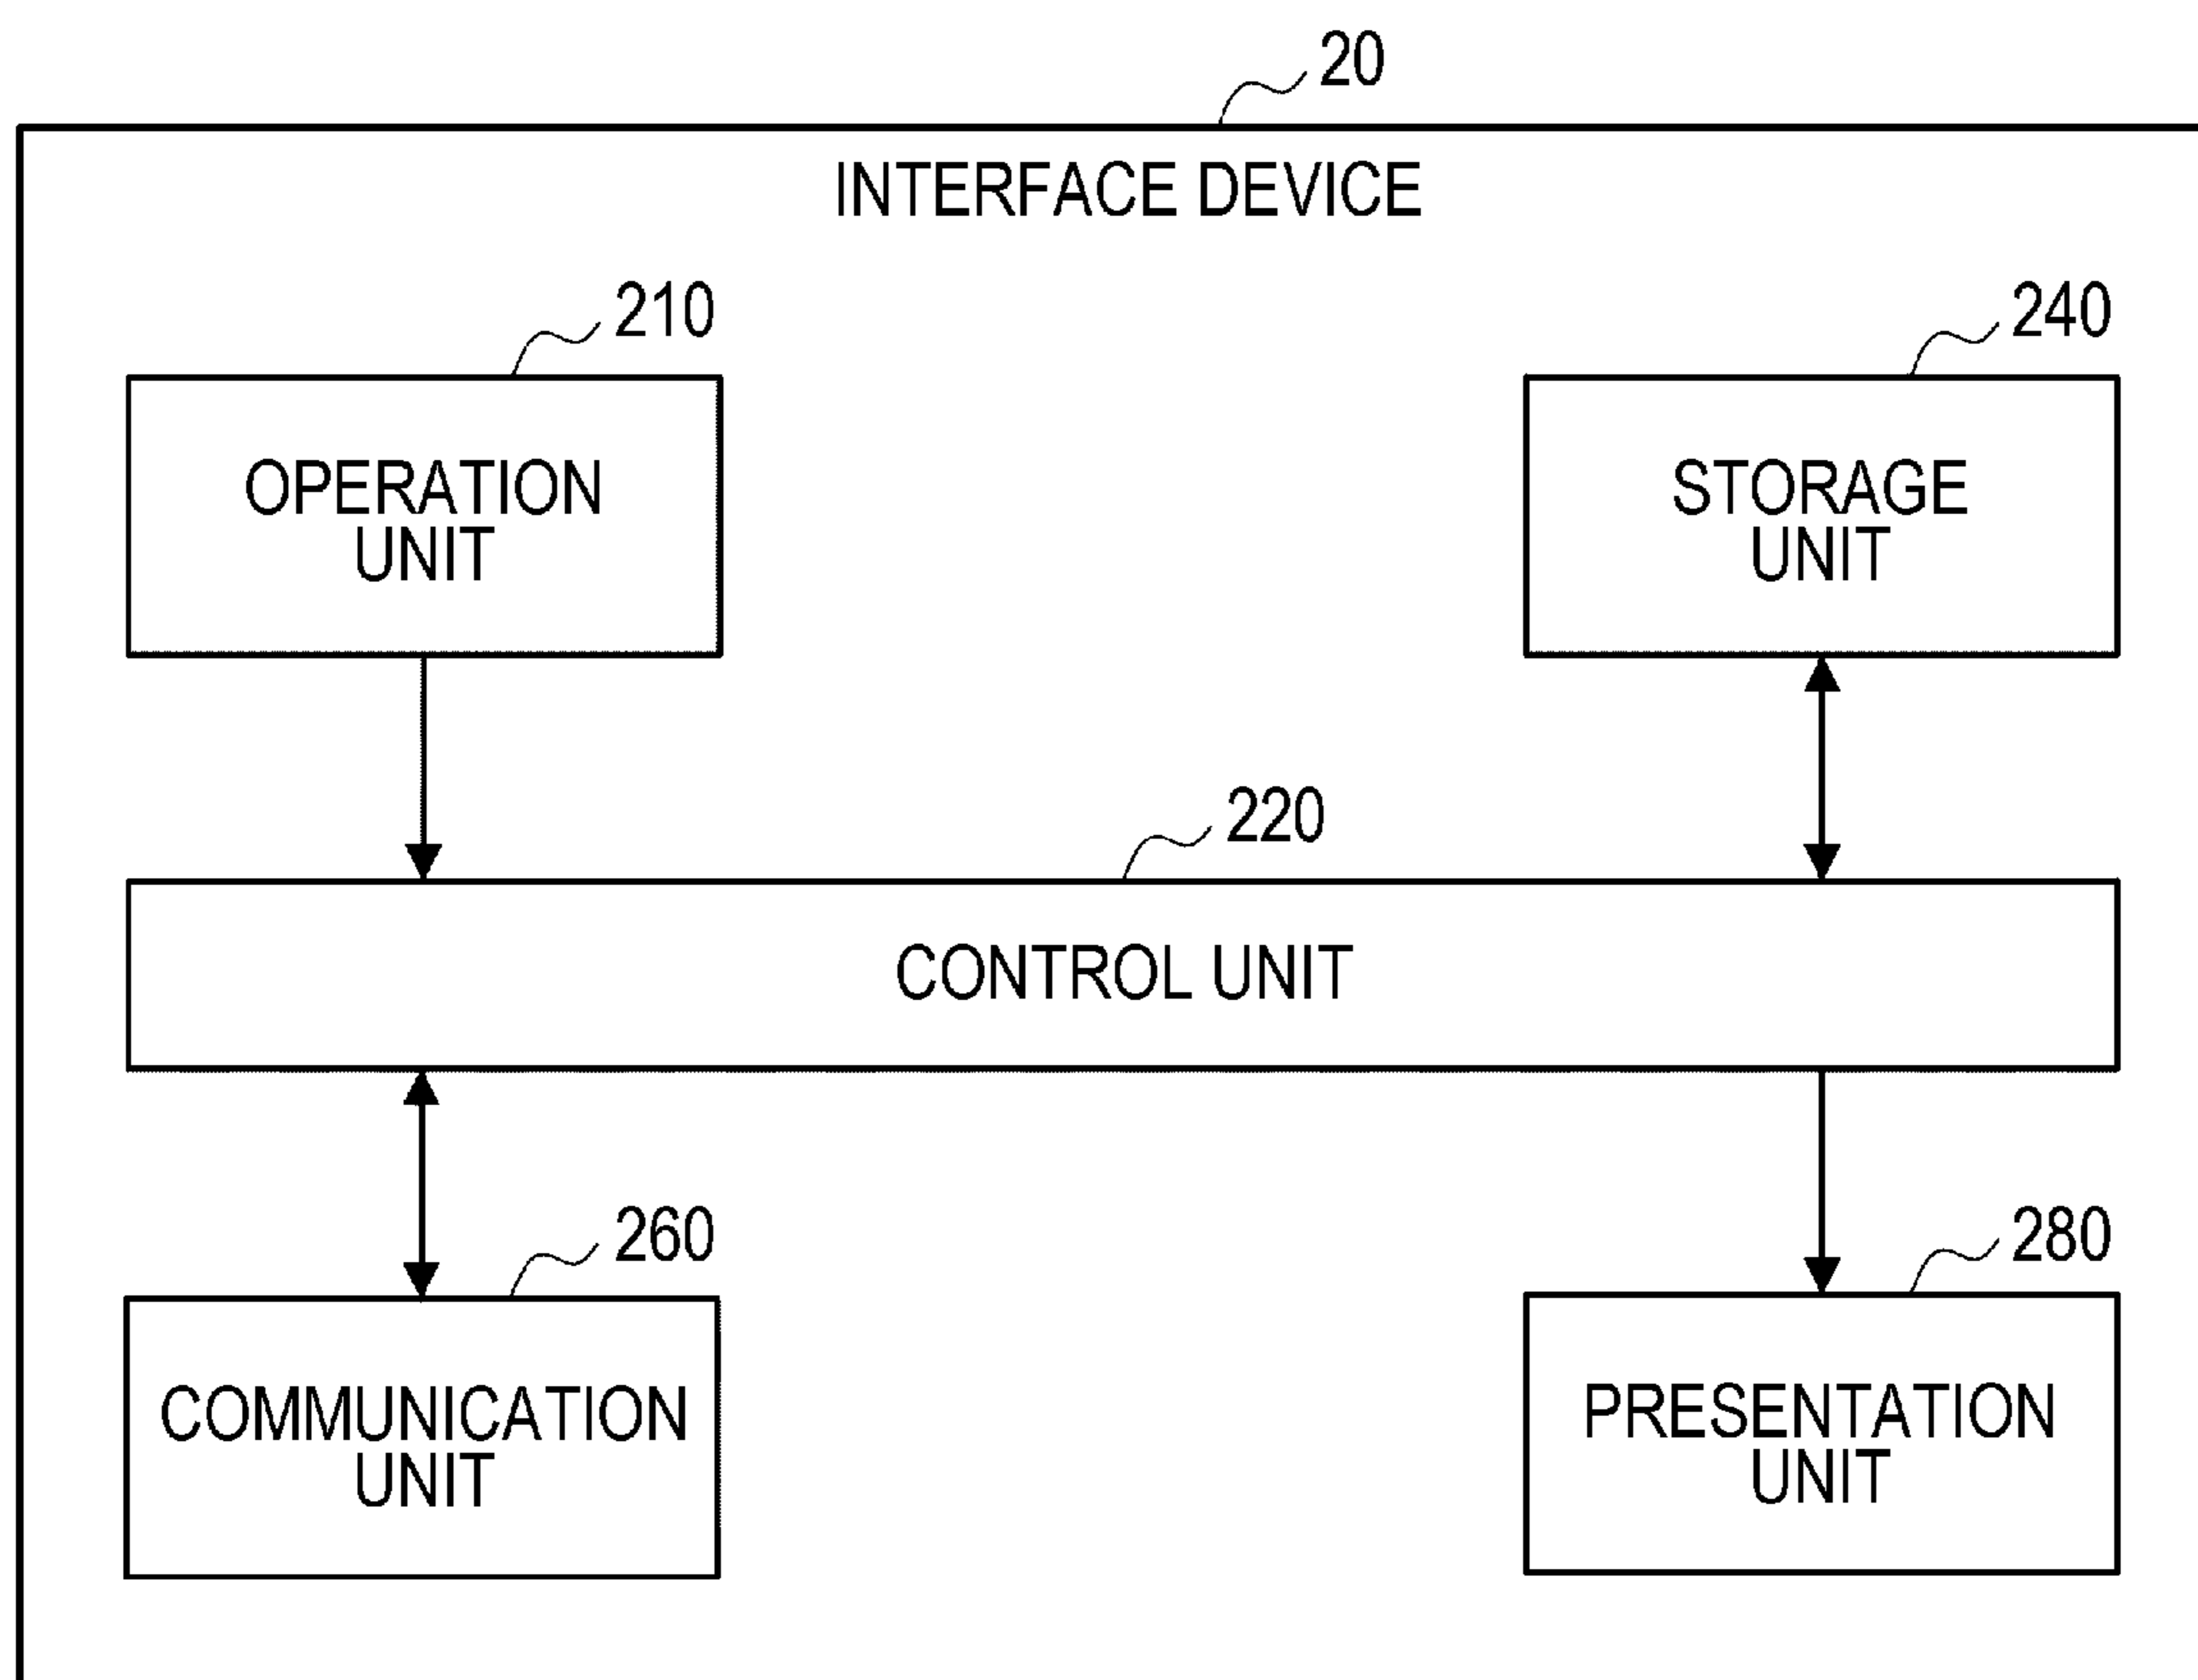 20
INTERFACE DEVICE
210
240
OPERATION
UNIT
STORAGE
UNIT
220
CONTROL UNIT
260
280
COMMUNICATION
UNIT
PRESENTATION
UNIT